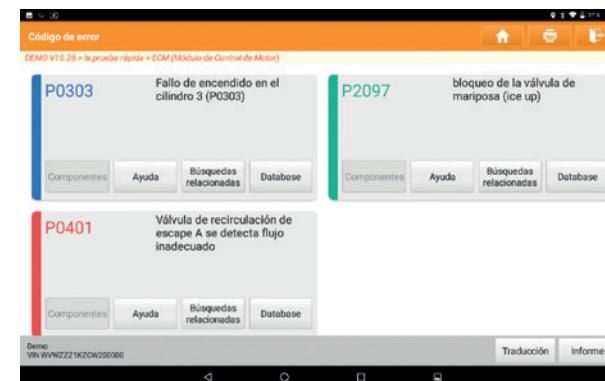 Código de error
DEMO V15.26 > la prueba rápida > ECM (Módulo de Control de Motor)
P0303
Fallo de encendido en el
cilindro 3 (P0303)
Componentes
Ayuda
Búsquedas
relacionadas
Database
P2097
bloqueo de la válvula de
mariposa (ice up)
Componentes
Ayuda
Búsquedas
relacionadas
Database
P0401
Válvula de recirculación de
escape A se detecta flujo
inadecuado
Componentes
Ayuda
Búsquedas
relacionadas
Database
Demo
VIN WVWZZZ1KZCW200000
Traducción
Informe